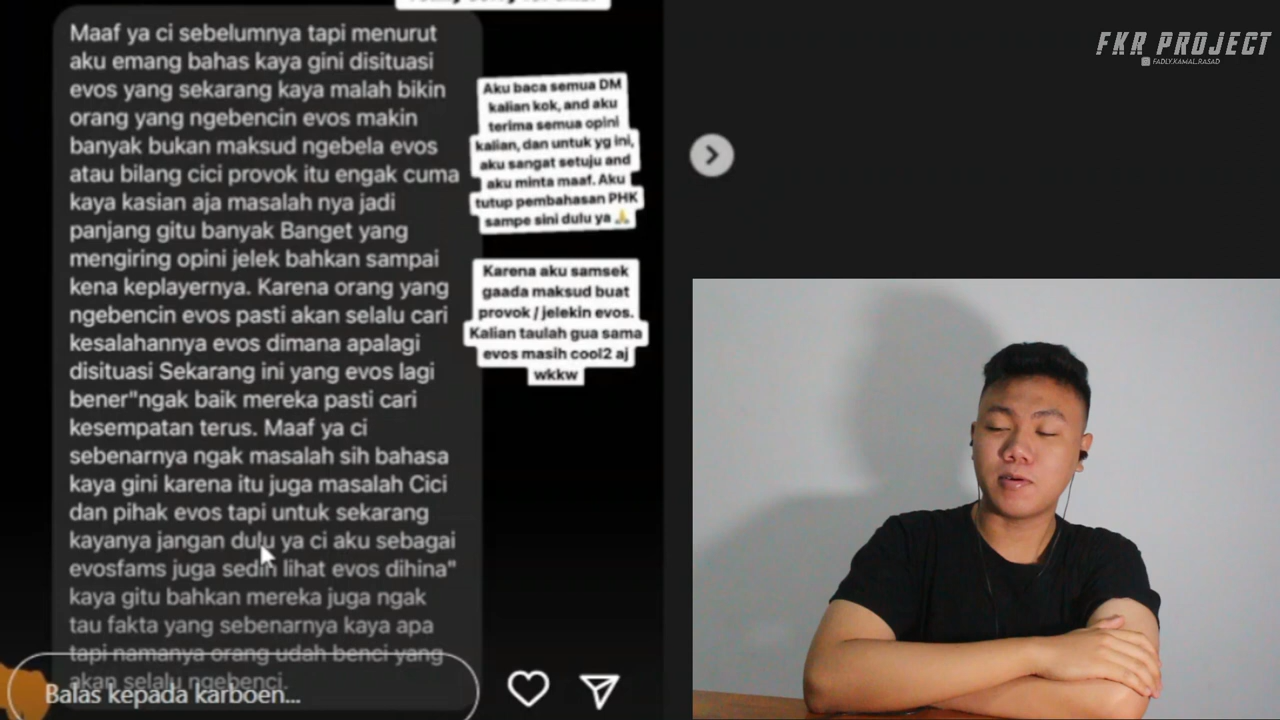 Maaf ya ci sebelumnya tapi menurut
aku emang bahas kaya gini disituasi
evos yang sekarang kaya malah bikin
orang yang ngebencin evos makin
banyak bukan maksud ngebela evos
atau bilang cici provok itu engak cuma
kaya kasian aja masalah nya jadi
panjang gitu banyak Banget yang
mengiring opini jelek bahkan sampai
kena keplayernya. Karena orang yang
ngebencin evos pasti akan selalu cari
kesalahannya evos dimana apalagi
disituasi Sekarang ini yang evos lagi
bener"ngak baik mereka pasti cari
kesempatan terus. Maaf ya ci
sebenarnya ngak masalah sih bahasa
kaya gini karena itu juga masalah Cici
dan pihak evos tapi untuk sekarang
kayanya jangan dulu ya ci aku sebagai
evosfams juga sedih lihat evos dihina"
kaya gitu bahkan mereka juga ngak
tau fakta yang sebenarnya kaya apa
tapi namanya orang udah benci yang
akan selalu ngebenci.
Balas kepada karboen...
Aku baca semua DM
kalian kok, and aku
terima semua opini
kalian, dan untuk yg ini,
aku sangat setuju and
aku minta maaf. Aku
tutup pembahasan PHK
sampe sini dulu ya 🙏
Karena aku samsek
gaada maksud buat
provok / jelekin evos.
Kalian taulah gua sama
evos masih cool2 aj
wkkw
FKR PROJECT
FADLY.KAMAL.RASAD